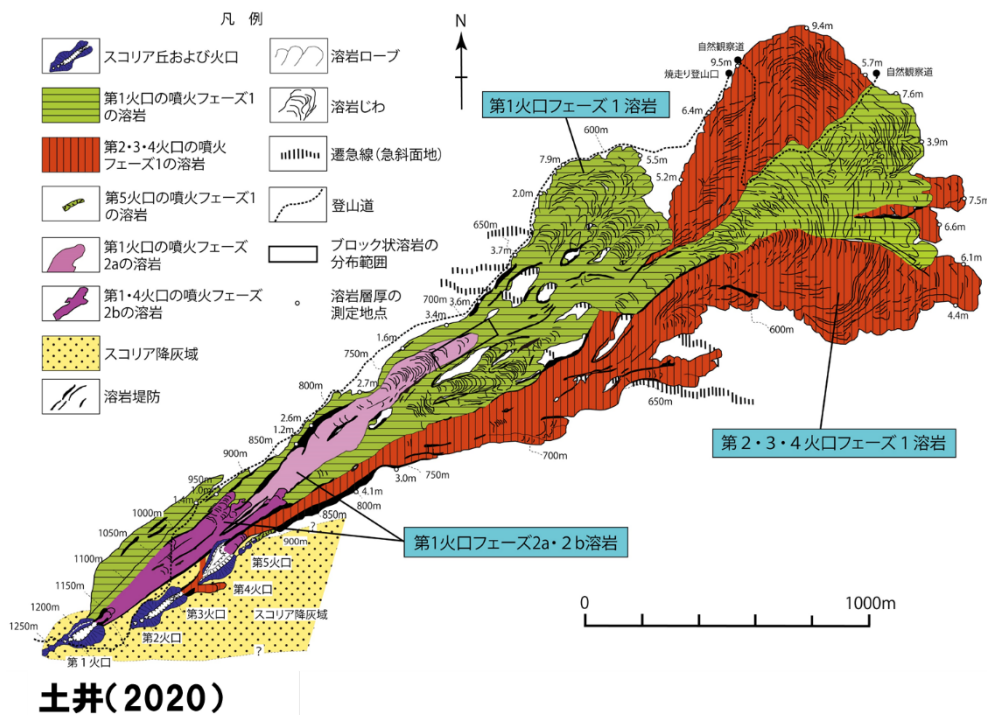 凡 例
スコリア丘および火口
第1火口の噴火フェーズ1
の溶岩
第2・3・4火口の噴火
フェーズ1の溶岩
第5火口の噴火フェーズ1
の溶岩
第1火口の噴火フェーズ
2aの溶岩
第1・4火口の噴火フェーズ
2bの溶岩
スコリア降灰域
溶岩堤防
溶岩ローブ
溶岩じわ
遷急線(急斜面地)
登山道
ブロック状溶岩の
分布範囲
溶岩層厚の
測定地点
N
9.4m
自然観察道
9.5m
焼走り登山口
5.7m
自然観察道
7.6m
6.4m
3.9m
第1火口フェーズ1溶岩
600m
7.9m
5.5m
5.2m
2.0m
7.5m
6.6m
650m
3.7m
6.1m
4.4m
700m
3.6m
3.4m
600m
1.6m
750m
2.7m
650m
800m
2.6m
1.2m
850m
第2・3・4火口フェーズ1溶岩
700m
900m
750m
3.0m
950m
1.0m
1.4m
4.1m
800m
1000m
850m
?
900m
第1火口フェーズ2a・2b溶岩
1050m
1100m
第5火口
第4火口
1150m
第3火口
スコリア降灰域
1200m
1250m
第2火口
?
第1火口
0
1000m
土井(2020)